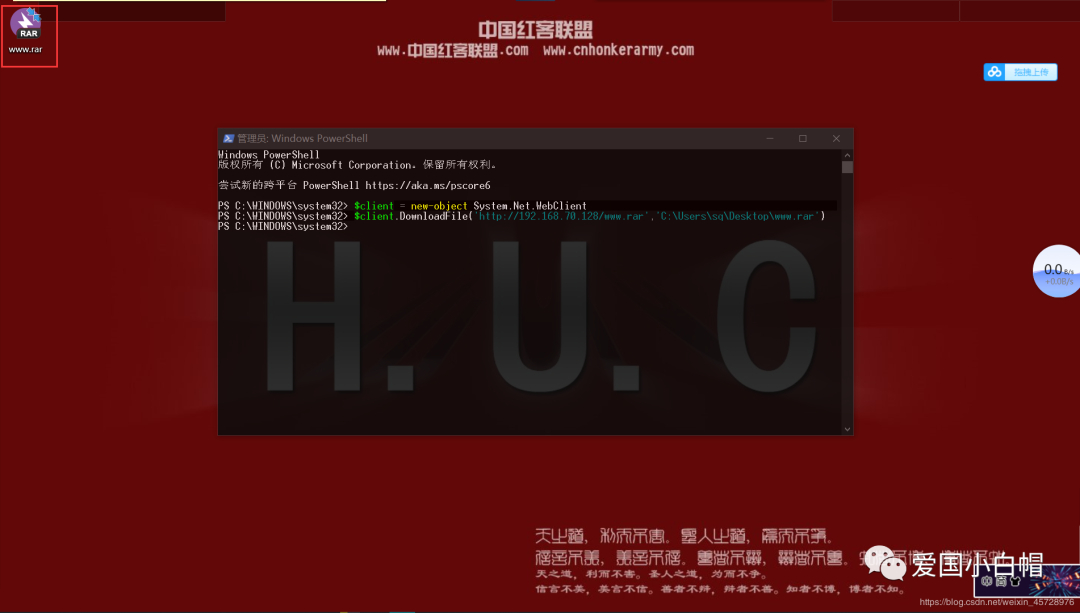 RAR
www.rar
中国红客联盟
www.中国红客联盟.com www.cnhonkerarmy.com
拖拽上传
管理员: Windows PowerShell
Windows PowerShell
版权所有 (C) Microsoft Corporation。保留所有权利。
尝试新的跨平台 PowerShell https://aka.ms/pscore6
PS C:\WINDOWS\system32> $client = new-object System.Net.WebClient
PS C:\WINDOWS\system32> $client.DownloadFile('http://192.168.70.128/www.rar','C:\Users\sq\Desktop\www.rar')
PS C:\WINDOWS\system32>
H.U.C
0.0 B/s
+0.0B/s
天之道，利而不害。圣人之道，为而不争。
信言不美，美言不信。善者不辩，辩者不善。
天之道，利而不害。圣人之道，为而不争。
信言不美，美言不信。善者不辩，辩者不善。知者不博，博者不知。
爱国小白帽
https://blog.csdn.net/weixin_45728976